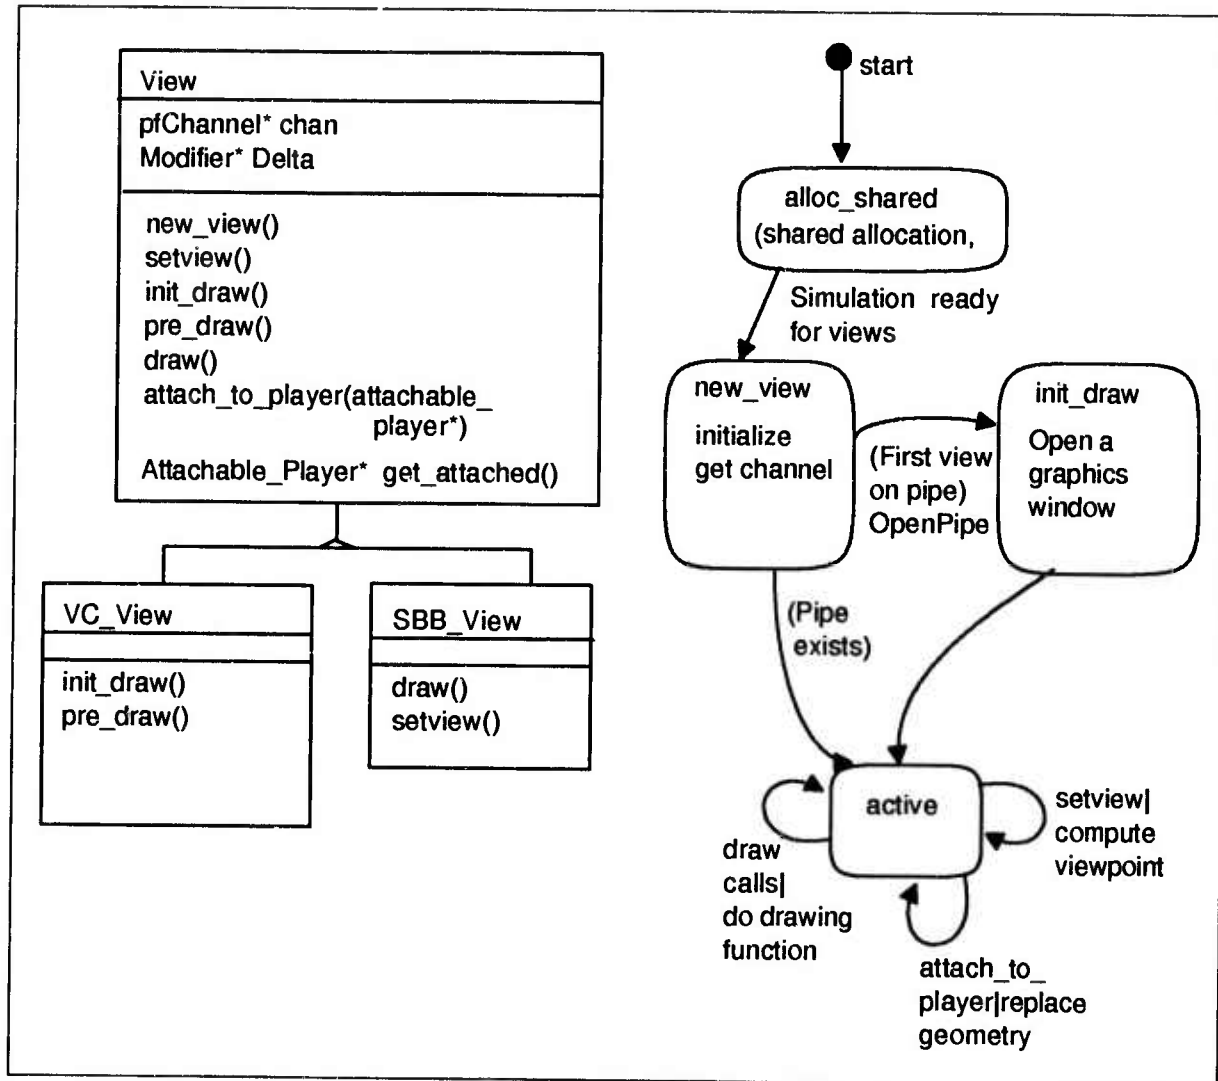 View
pfChannel* chan
Modifier* Delta
new_view()
setview()
init_draw()
pre_draw()
draw()
attach_to_player(attachable_
player*)
Attachable_Player* get_attached()
VC_View
init_draw()
pre_draw()
SBB_View
draw()
setview()
start
alloc_shared
(shared allocation,
Simulation ready
for views
new_view
initialize
get channel
(First view
on pipe)
OpenPipe
init_draw
Open a
graphics
window
(Pipe
exists)
active
draw
calls|
do drawing
function
setview|
compute
viewpoint
attach_to_
player|replace
geometry